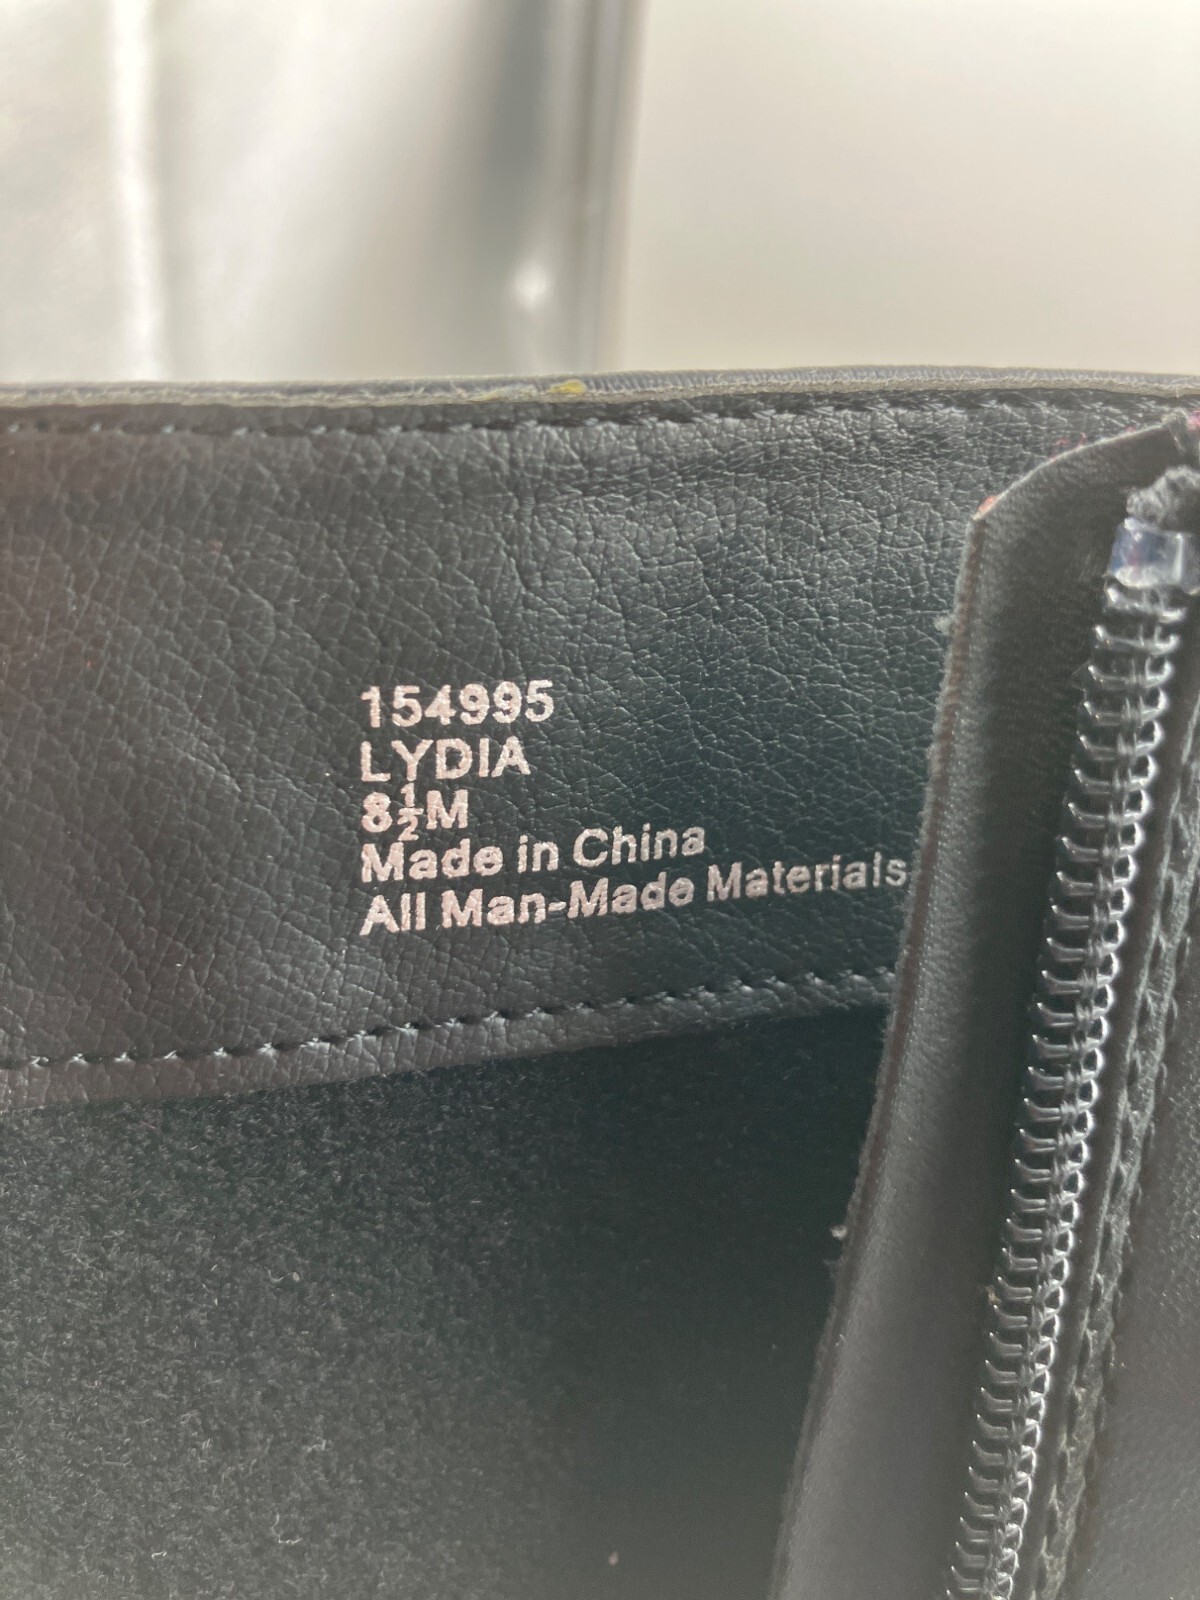 154995
LYDIA
8½M
Made in China
All Man-Made Materials